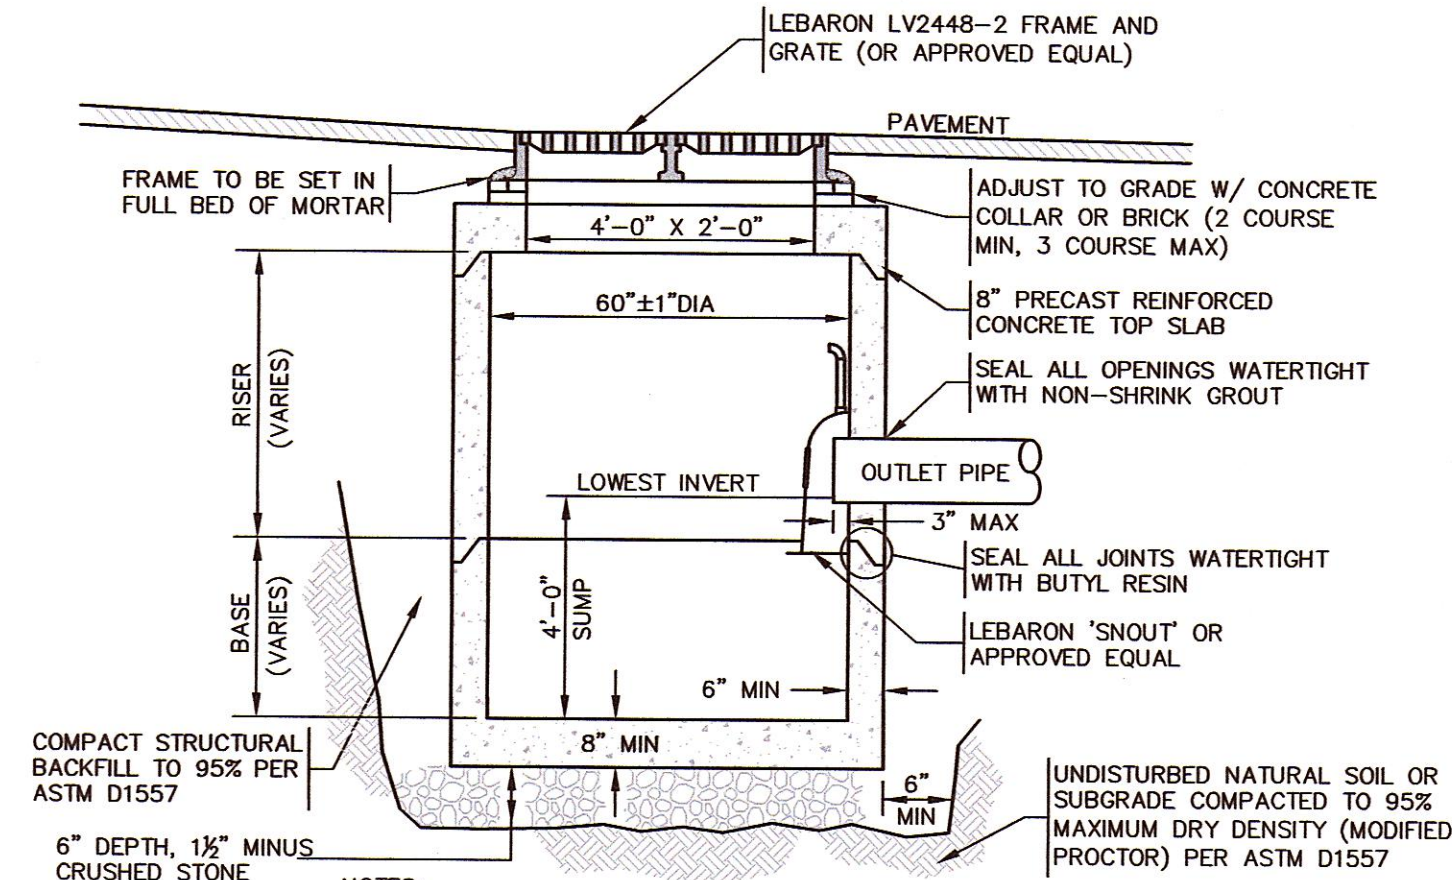 LEBARON LV2448-2 FRAME AND
GRATE (OR APPROVED EQUAL)
PAVEMENT
FRAME TO BE SET IN
FULL BED OF MORTAR
ADJUST TO GRADE W/ CONCRETE
COLLAR OR BRICK (2 COURSE
MIN, 3 COURSE MAX)
4'-0" X 2'-0"
8" PRECAST REINFORCED
CONCRETE TOP SLAB
60"±1"DIA
RISER
(VARIES)
SEAL ALL OPENINGS WATERTIGHT
WITH NON-SHRINK GROUT
OUTLET PIPE
LOWEST INVERT
3" MAX
SEAL ALL JOINTS WATERTIGHT
WITH BUTYL RESIN
BASE
(VARIES)
4'-0"
SUMP
LEBARON 'SNOUT' OR
APPROVED EQUAL
6" MIN
8" MIN
COMPACT STRUCTURAL
BACKFILL TO 95% PER
ASTM D1557
6"
MIN
UNDISTURBED NATURAL SOIL OR
SUBGRADE COMPACTED TO 95%
MAXIMUM DRY DENSITY (MODIFIED
PROCTOR) PER ASTM D1557
6" DEPTH, 1½" MINUS
CRUSHED STONE